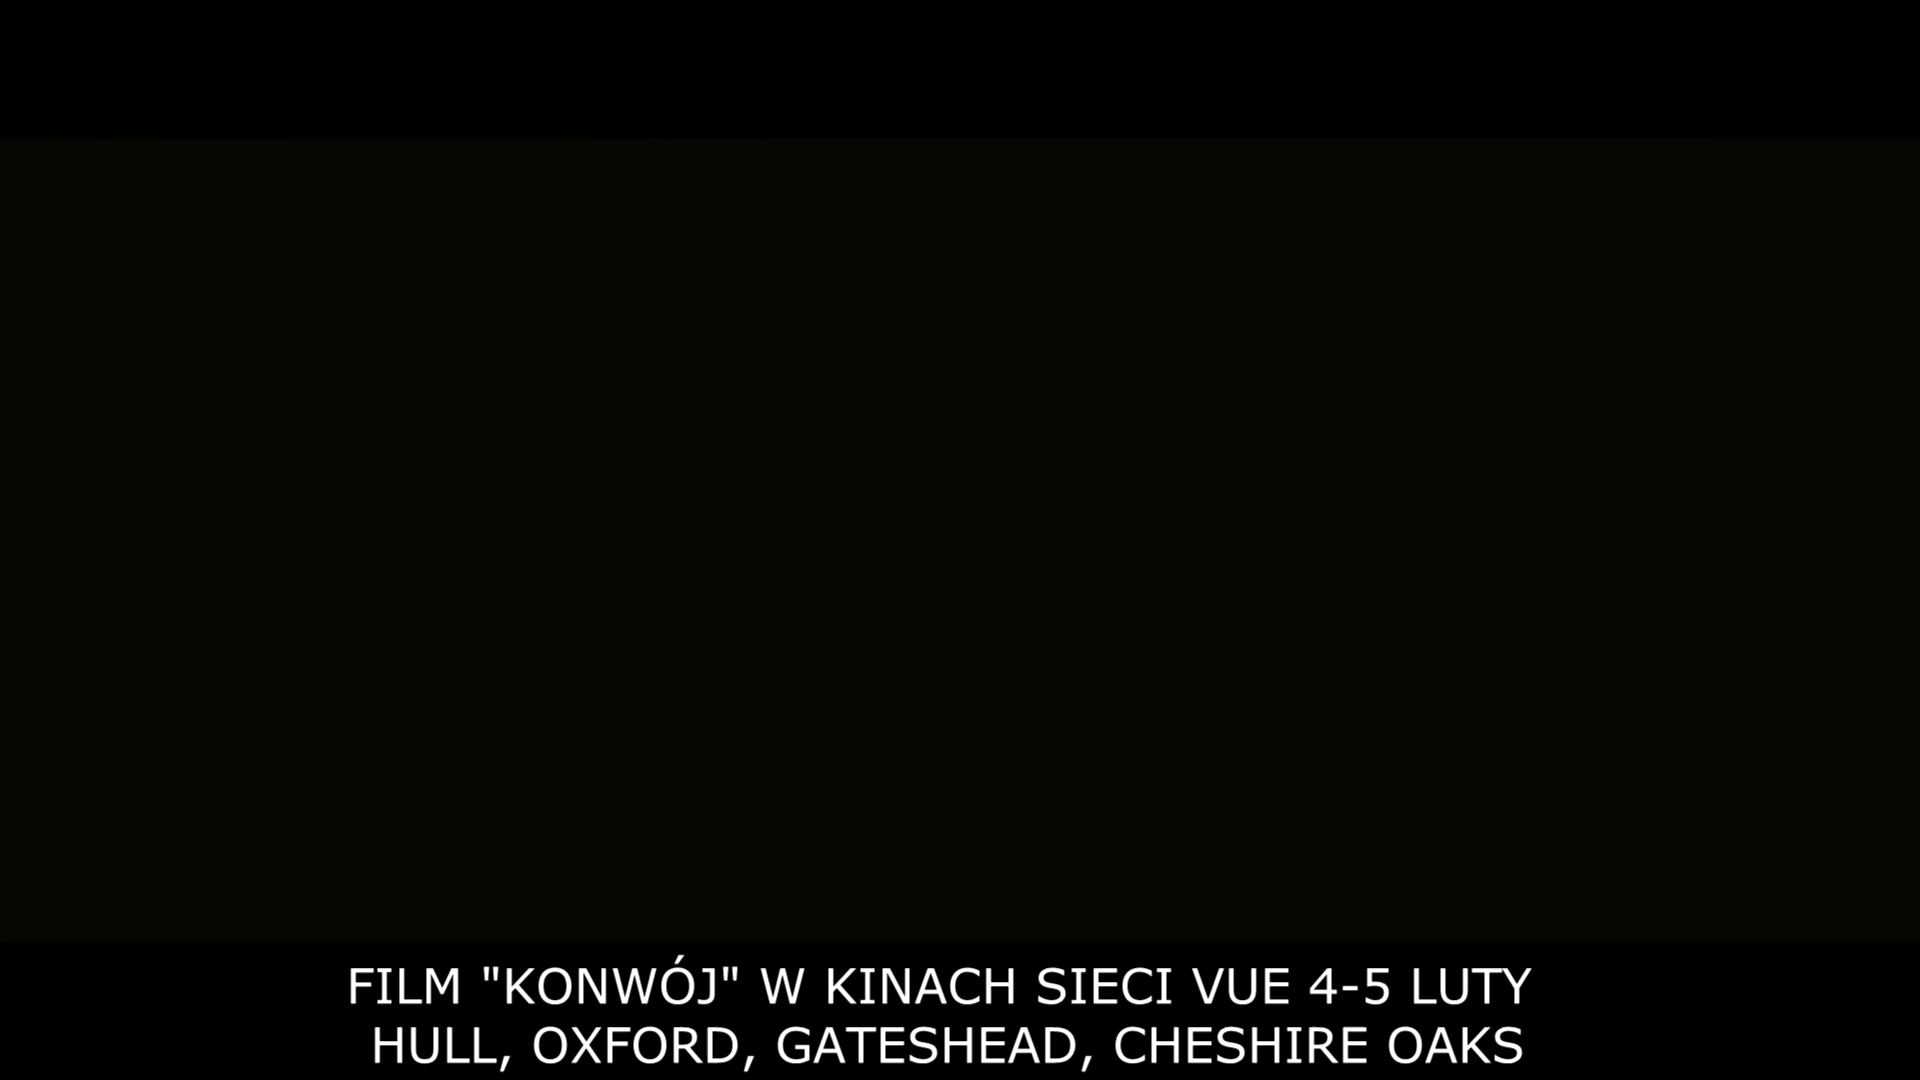 FILM "KONWÓJ" W KINACH SIECI VUE 4-5 LUTY
HULL, OXFORD, GATESHEAD, CHESHIRE OAKS